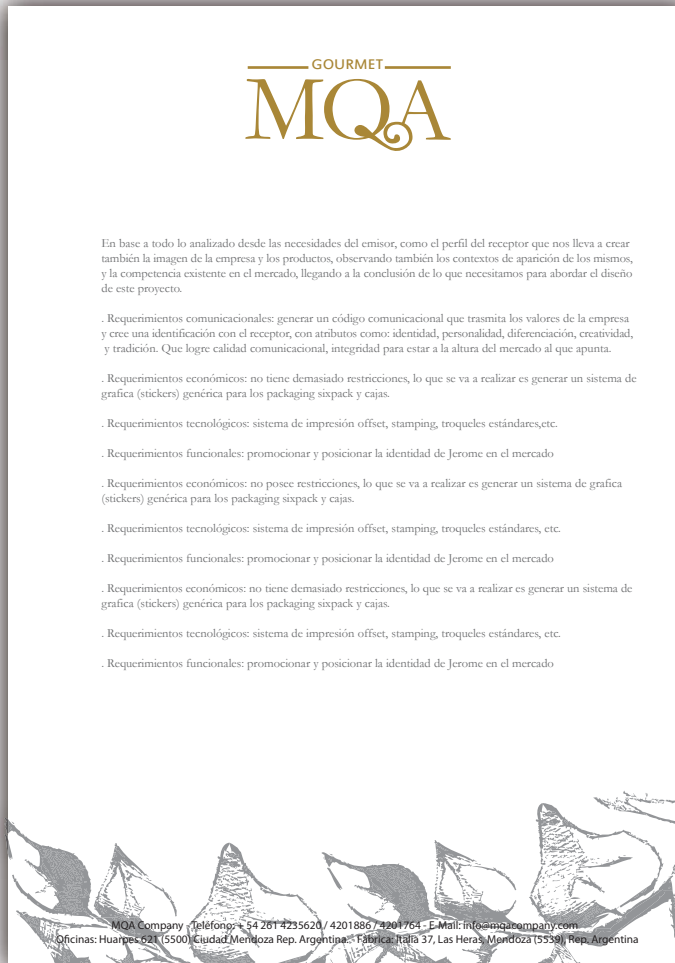 GOURMET
MQA
En base a todo lo analizado desde las necesidades del emisor, como el perfil del receptor que nos lleva a crear
también la imagen de la empresa y los productos, observando también los contextos de aparición de los mismos,
y la competencia existente en el mercado, llegando a la conclusión de lo que necesitamos para abordar el diseño
de este proyecto.
. Requerimientos comunicacionales: generar un código comunicacional que trasmita los valores de la empresa
y cree una identificación con el receptor, con atributos como: identidad, personalidad, diferenciación, creatividad,
y tradición. Que logre calidad comunicacional, integridad para estar a la altura del mercado al que apunta.
. Requerimientos económicos: no tiene demasiado restricciones, lo que se va a realizar es generar un sistema de
grafica (stickers) genérica para los packaging sixpack y cajas.
. Requerimientos tecnológicos: sistema de impresión offset, stamping, troqueles estándares,etc.
. Requerimientos funcionales: promocionar y posicionar la identidad de Jerome en el mercado
. Requerimientos económicos: no posee restricciones, lo que se va a realizar es generar un sistema de grafica
(stickers) genérica para los packaging sixpack y cajas.
. Requerimientos tecnológicos: sistema de impresión offset, stamping, troqueles estándares, etc.
. Requerimientos funcionales: promocionar y posicionar la identidad de Jerome en el mercado
. Requerimientos económicos: no tiene demasiado restricciones, lo que se va a realizar es generar un sistema de
grafica (stickers) genérica para los packaging sixpack y cajas.
. Requerimientos tecnológicos: sistema de impresión offset, stamping, troqueles estándares, etc.
. Requerimientos funcionales: promocionar y posicionar la identidad de Jerome en el mercado
MQA Company - Teléfono: + 54 261 4235620 / 4201886 / 4201764 - E-Mail: info@mqacompany.com
Oficinas: Huarpes 621 (5500) Ciudad Mendoza Rep. Argentina. - Fábrica: Italia 37, Las Heras, Mendoza (5539), Rep. Argentina